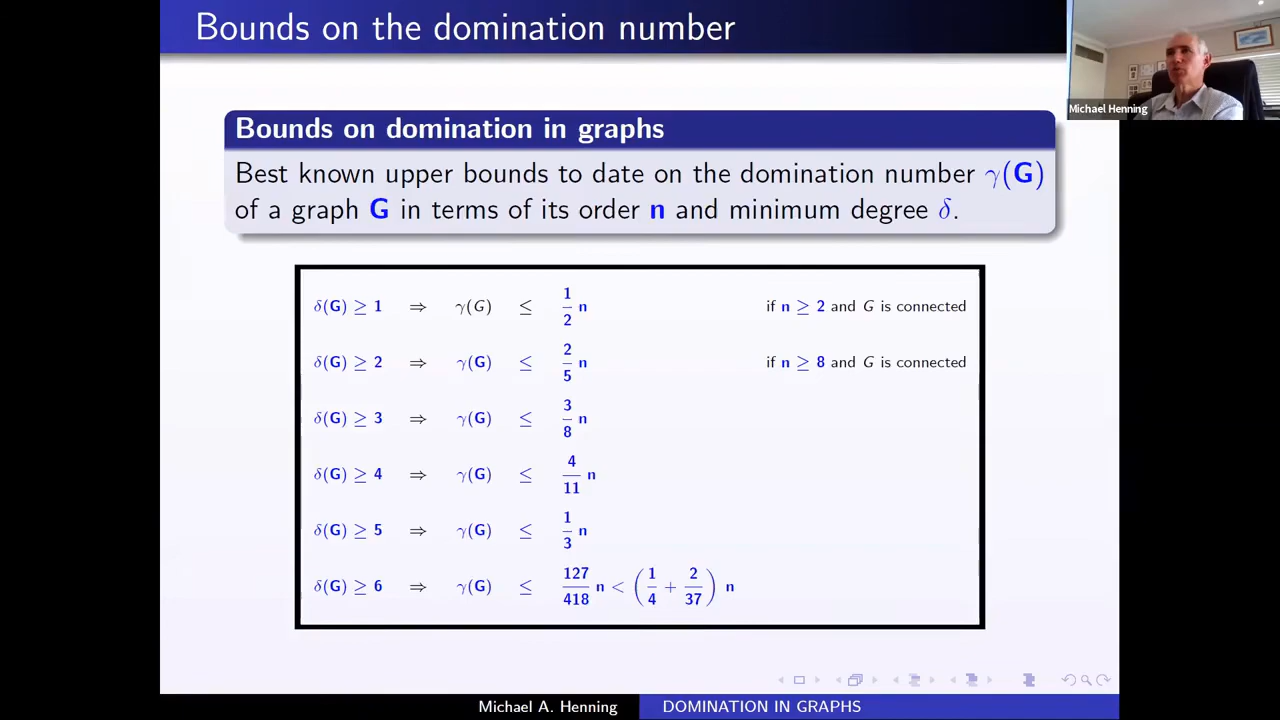 Bounds on the domination number
Michael Henning
Bounds on domination in graphs
Best known upper bounds to date on the domination number γ(G)
of a graph G in terms of its order n and minimum degree δ.
δ(G) ≥ 1 ⇒ γ(G) ≤ 1/2 n if n ≥ 2 and G is connected
δ(G) ≥ 2 ⇒ γ(G) ≤ 2/5 n if n ≥ 8 and G is connected
δ(G) ≥ 3 ⇒ γ(G) ≤ 3/8 n
δ(G) ≥ 4 ⇒ γ(G) ≤ 4/11 n
δ(G) ≥ 5 ⇒ γ(G) ≤ 1/3 n
δ(G) ≥ 6 ⇒ γ(G) ≤ 127/418 n < (1/4 + 2/37) n
Michael A. Henning DOMINATION IN GRAPHS